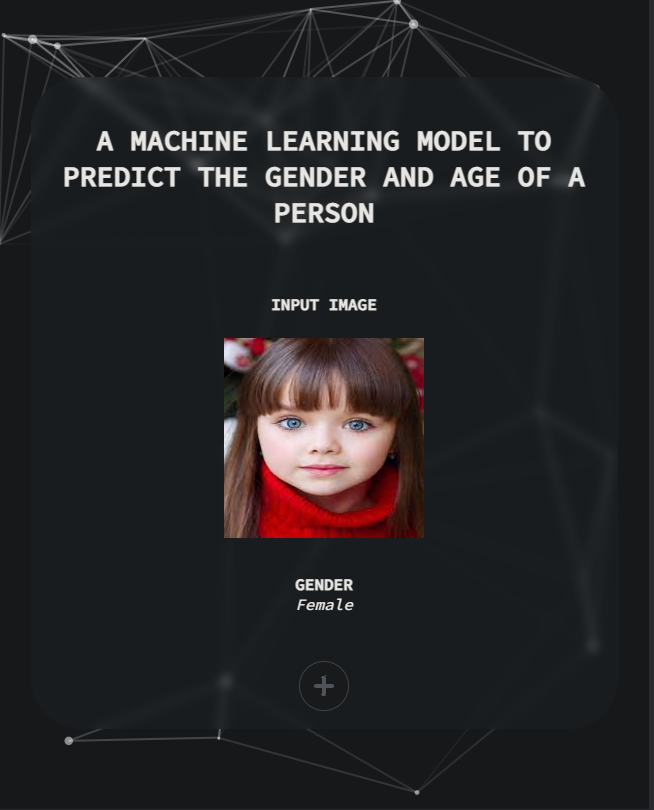 A MACHINE LEARNING MODEL TO
PREDICT THE GENDER AND AGE OF A
PERSON
INPUT IMAGE
GENDER
Female